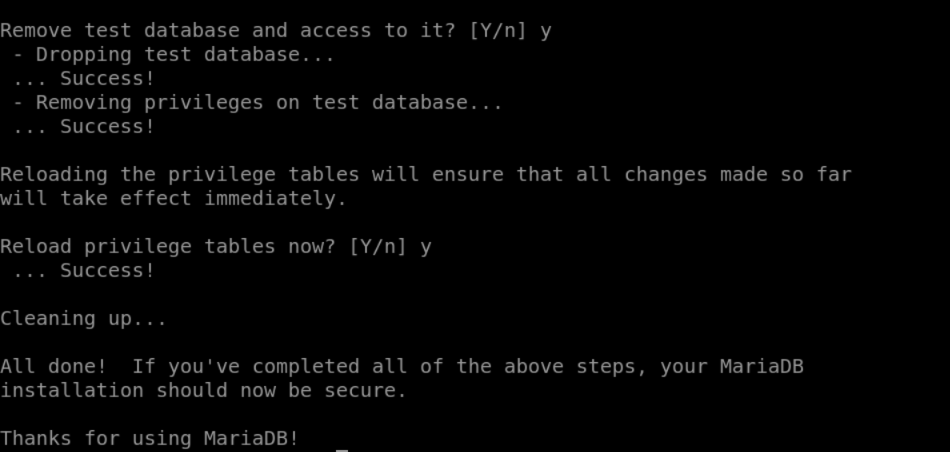 Remove test database and access to it? [Y/n] y
 - Dropping test database...
 ... Success!
 - Removing privileges on test database...
 ... Success!

Reloading the privilege tables will ensure that all changes made so far
will take effect immediately.

Reload privilege tables now? [Y/n] y
 ... Success!

Cleaning up...

All done!  If you've completed all of the above steps, your MariaDB
installation should now be secure.

Thanks for using MariaDB!